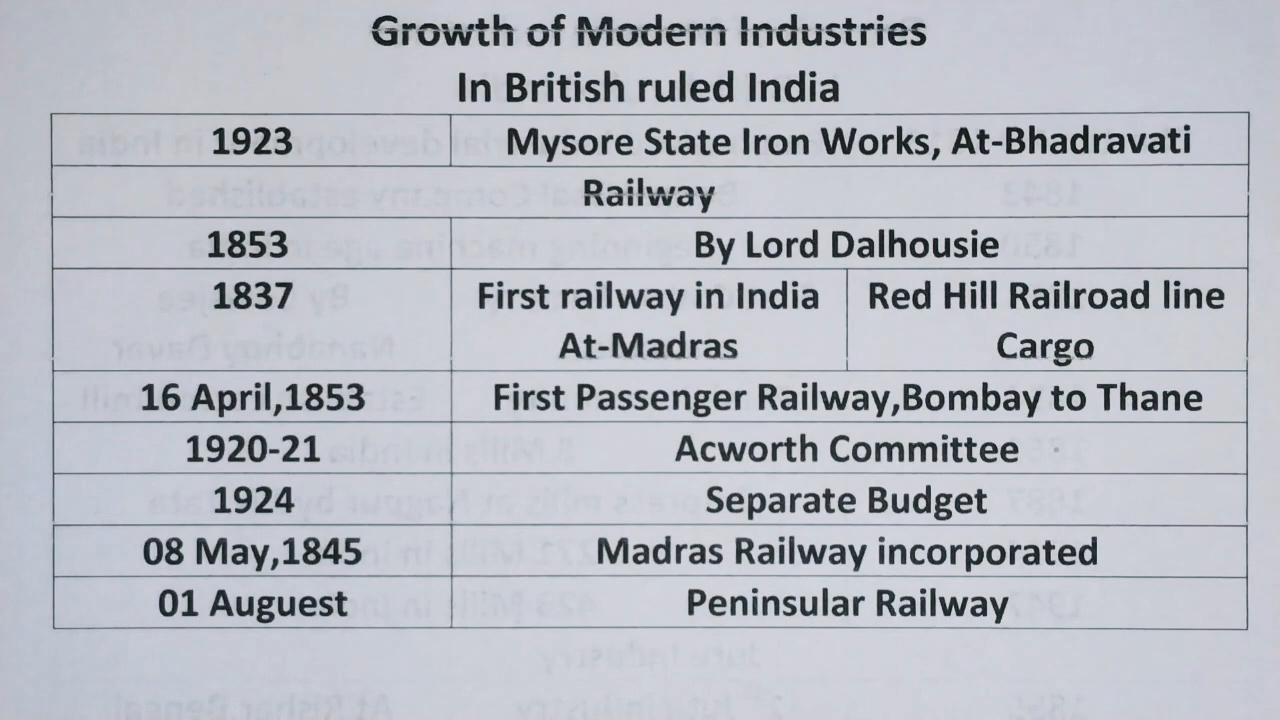 Growth of Modern Industries
In British ruled India
1923 Mysore State Iron Works, At-Bhadravati
Railway
1853 By Lord Dalhousie
1837 First railway in India Red Hill Railroad line
At-Madras Cargo
16 April,1853 First Passenger Railway,Bombay to Thane
1920-21 Acworth Committee
1924 Separate Budget
08 May,1845 Madras Railway incorporated
01 Auguest Peninsular Railway